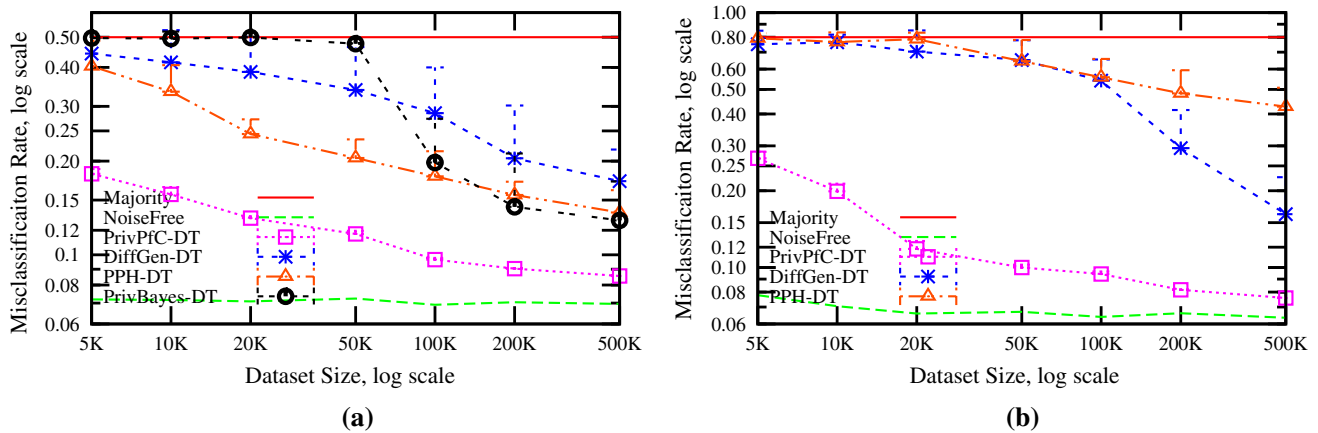 Misclassificaiton Rate, log scale
0.50
0.40
0.30
0.25
0.20
0.15
0.12
0.1
0.08
0.06
Majority
NoiseFree
PrivPfC-DT
DiffGen-DT
PPH-DT
PrivBayes-DT
5K 10K 20K 50K 100K 200K 500K
Dataset Size, log scale
(a)
Misclassificaiton Rate, log scale
1.00
0.80
0.60
0.50
0.40
0.30
0.25
0.20
0.15
0.12
0.10
0.08
0.06
Majority
NoiseFree
PrivPfC-DT
DiffGen-DT
PPH-DT
5K 10K 20K 50K 100K 200K 500K
Dataset Size, log scale
(b)